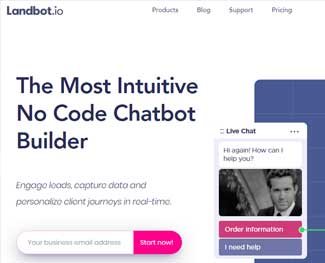 Landbot.io
Products Blog Support Pricing
The Most Intuitive
No Code Chatbot
Builder
Engage leads, capture data and
personalize client journeys in real-time.
Your business email address Start now!
Live Chat
Hi again! How can I
help you?
Order information
I need help